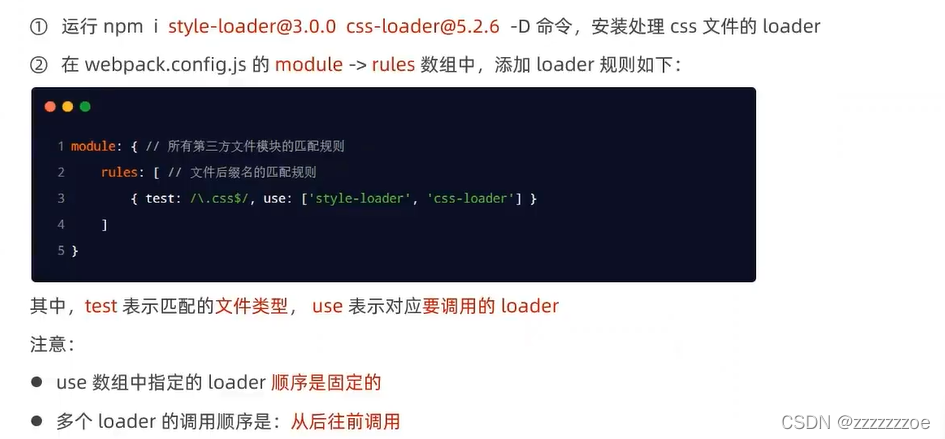 ① 运行 npm i style-loader@3.0.0 css-loader@5.2.6 -D 命令，安装处理 css 文件的 loader
② 在 webpack.config.js 的 module -> rules 数组中，添加 loader 规则如下：
1 module: { // 所有第三方文件模块的匹配规则
2 rules: [ // 文件后缀名的匹配规则
3 { test: /\.css$/, use: ['style-loader', 'css-loader'] }
4 ]
5 }
其中，test 表示匹配的文件类型， use 表示对应要调用的 loader
注意：
● use 数组中指定的 loader 顺序是固定的
● 多个 loader 的调用顺序是：从后往前调用
CSDN @zzzzzzzoe